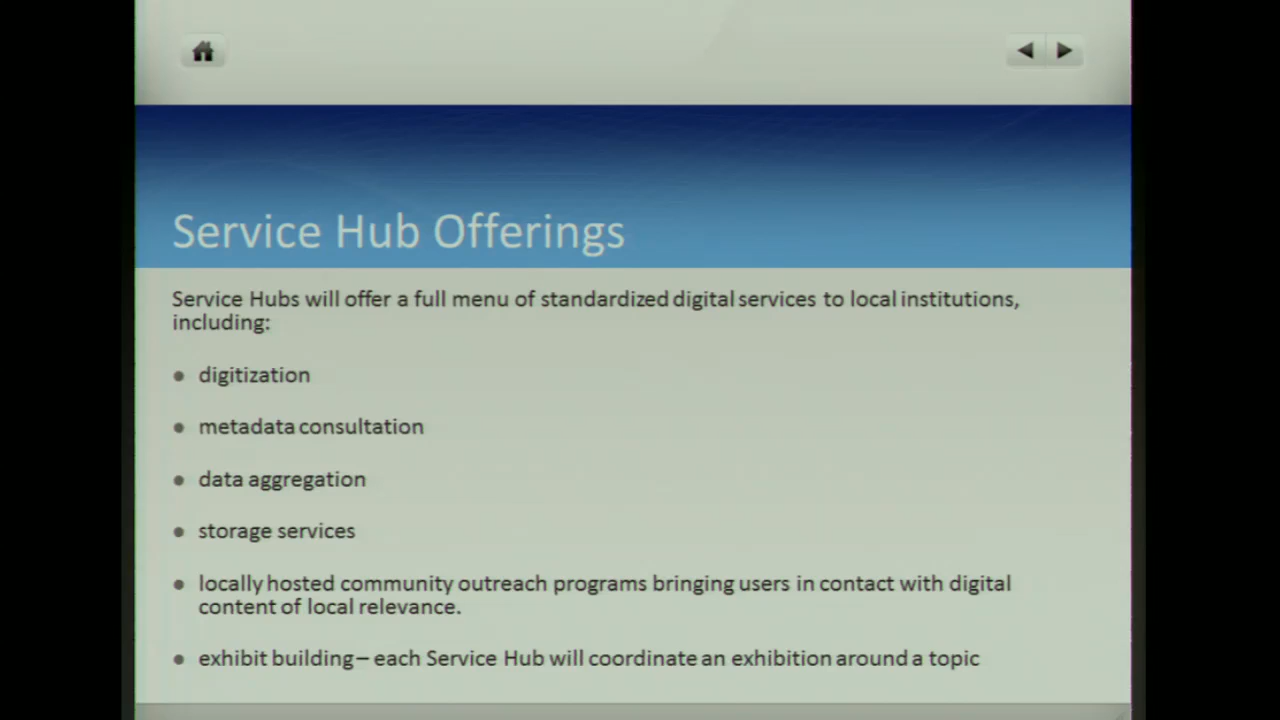 Service Hub Offerings
Service Hubs will offer a full menu of standardized digital services to local institutions,
including:
• digitization
• metadata consultation
• data aggregation
• storage services
• locally hosted community outreach programs bringing users in contact with digital
content of local relevance.
• exhibit building – each Service Hub will coordinate an exhibition around a topic